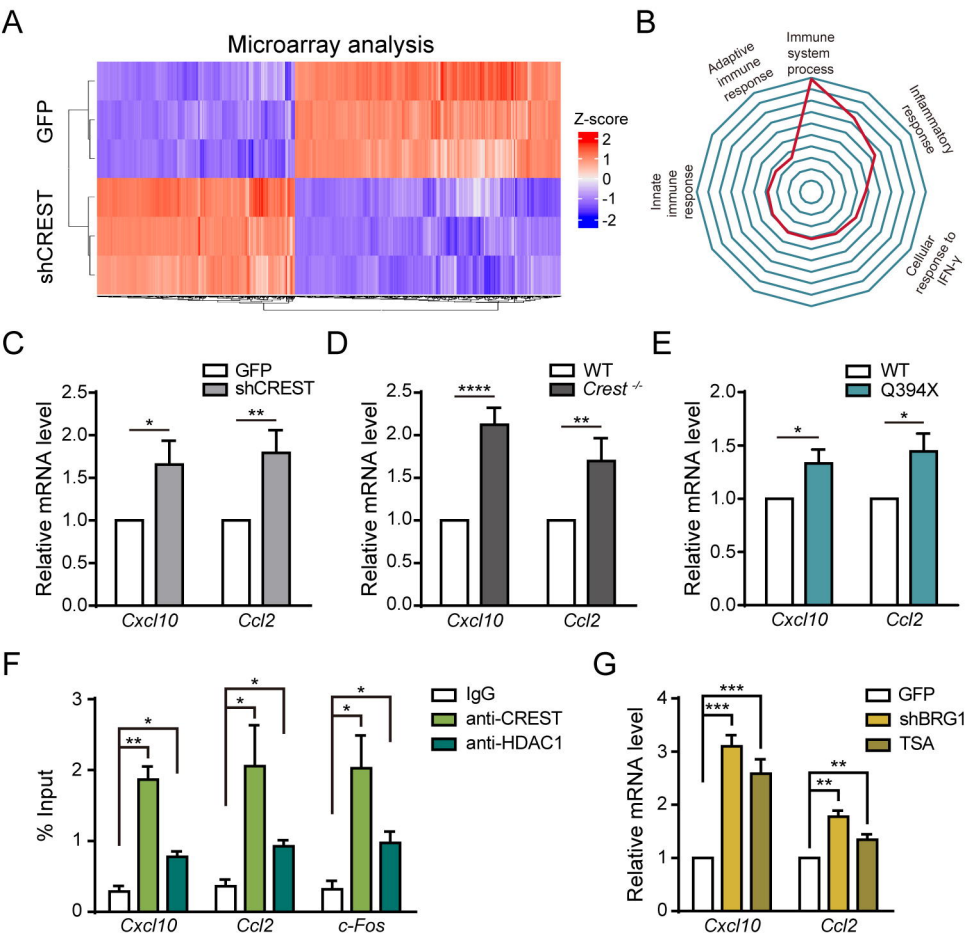 A
Microarray analysis
GFP
shCREST
Z-score
2
1
0
-1
-2
B
Immune
system
process
Adaptive
immune
response
Inflammatory
response
Innate
immune
response
Cellular
response to
IFN-γ
C
GFP
shCREST
Relative mRNA level
2.5
2.0
1.5
1.0
0.5
0.0
*
**
Cxcl10
Ccl2
D
WT
Crest -/-
Relative mRNA level
2.5
2.0
1.5
1.0
0.5
0.0
****
**
Cxcl10
Ccl2
E
WT
Q394X
Relative mRNA level
2.0
1.5
1.0
0.5
0.0
*
*
Cxcl10
Ccl2
F
IgG
anti-CREST
anti-HDAC1
% Input
3
2
1
0
*
**
*
*
*
*
Cxcl10
Ccl2
c-Fos
G
GFP
shBRG1
TSA
Relative mRNA level
4
3
2
1
0
***
***
**
**
Cxcl10
Ccl2